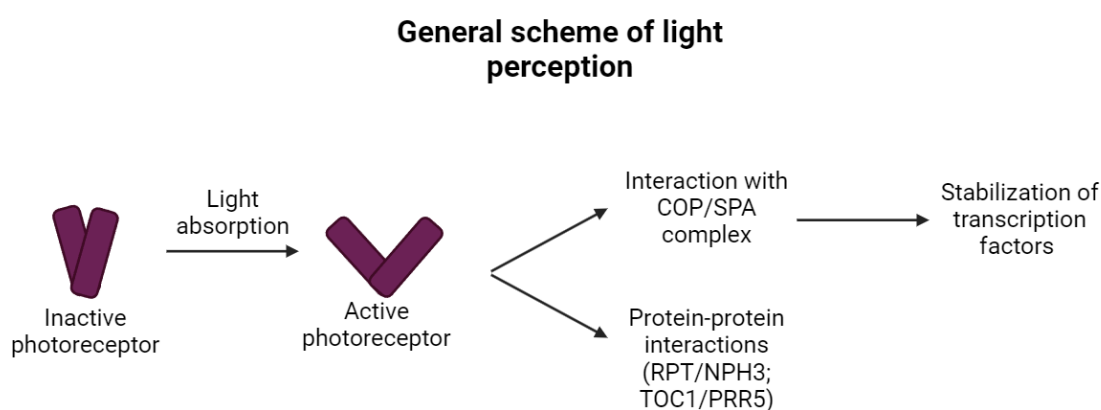 General scheme of light
perception
Light
absorption
Inactive
photoreceptor
Active
photoreceptor
Interaction with
COP/SPA
complex
Stabilization of
transcription
factors
Protein-protein
interactions
(RPT/NPH3;
TOC1/PRR5)